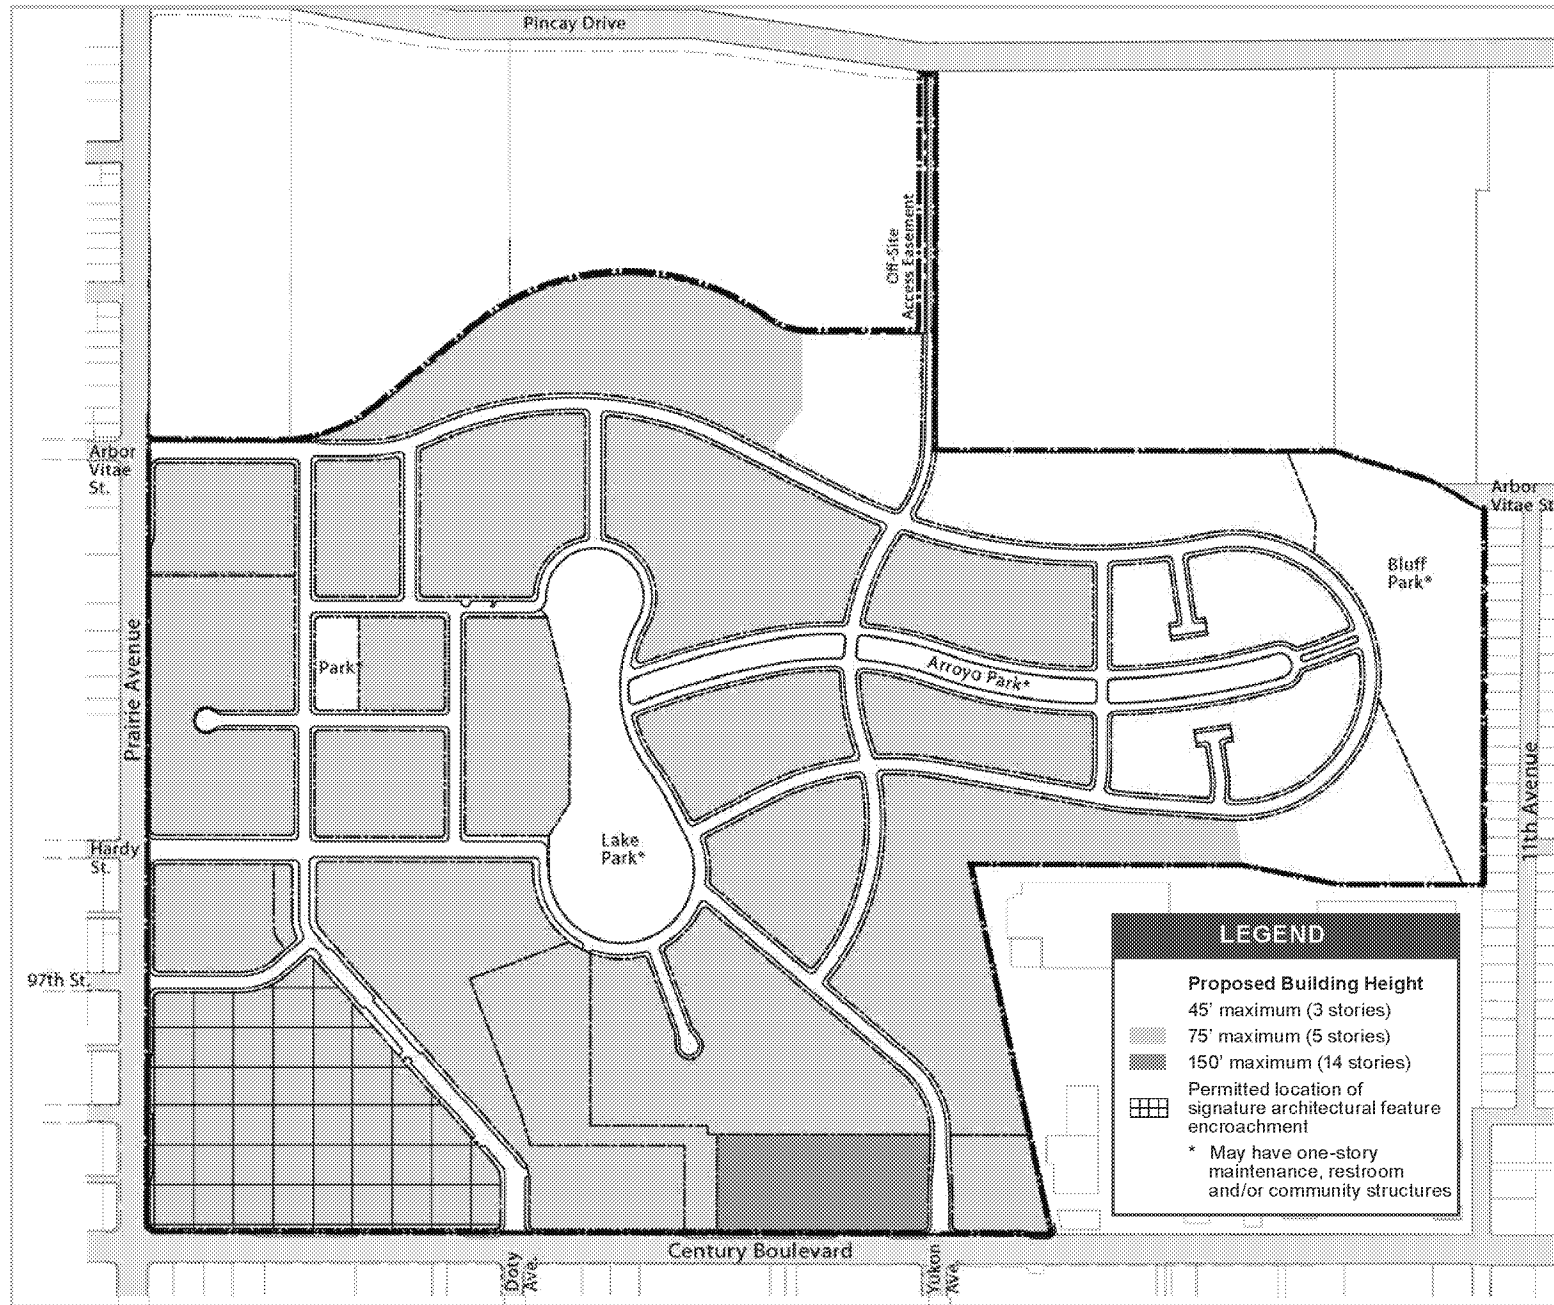 Pincay Drive
Off-Site
Access Easement
Arbor
Vitae
St.
Arbor
Vitae St
Bluff
Park*
Prairie Avenue
Park*
Arroyo Park*
11th Avenue
Hardy
St.
Lake
Park*
97th St.
LEGEND
Proposed Building Height
45' maximum (3 stories)
75' maximum (5 stories)
150' maximum (14 stories)
Permitted location of
signature architectural feature
encroachment
* May have one-story
maintenance, restroom
and/or community structures
Century Boulevard
Doty
Ave.
Yukon
Ave.